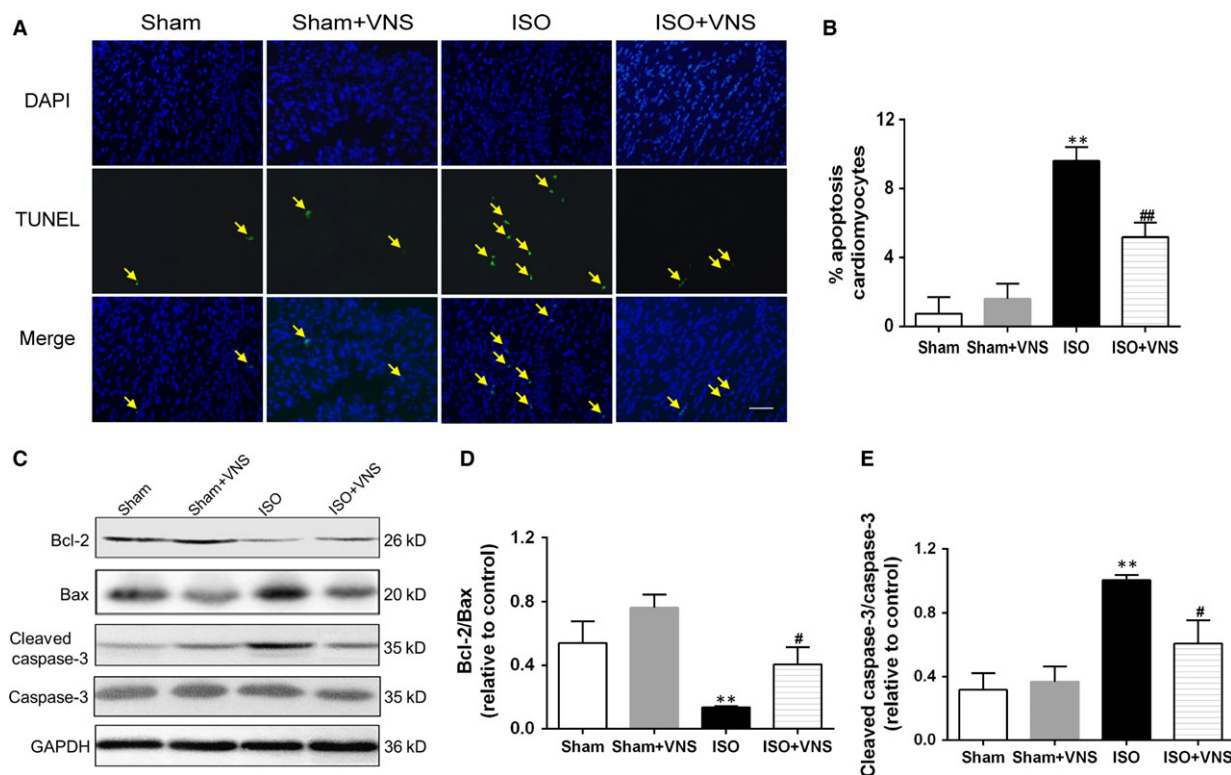 A
Sham
Sham+VNS
ISO
ISO+VNS
DAPI
TUNEL
Merge
B
% apoptosis
cardiomyocytes
12
9
6
3
0
**
##
Sham
Sham+VNS
ISO
ISO+VNS
C
Sham
Sham+VNS
ISO
ISO+VNS
Bcl-2
26 kD
Bax
20 kD
Cleaved
caspase-3
35 kD
Caspase-3
35 kD
GAPDH
36 kD
D
Bcl-2/Bax
(relative to control)
1.2
0.8
0.4
0.0
**
#
Sham
Sham+VNS
ISO
ISO+VNS
E
Cleaved caspase-3/caspase-3
(relative to control)
1.2
0.8
0.4
0.0
**
#
Sham
Sham+VNS
ISO
ISO+VNS